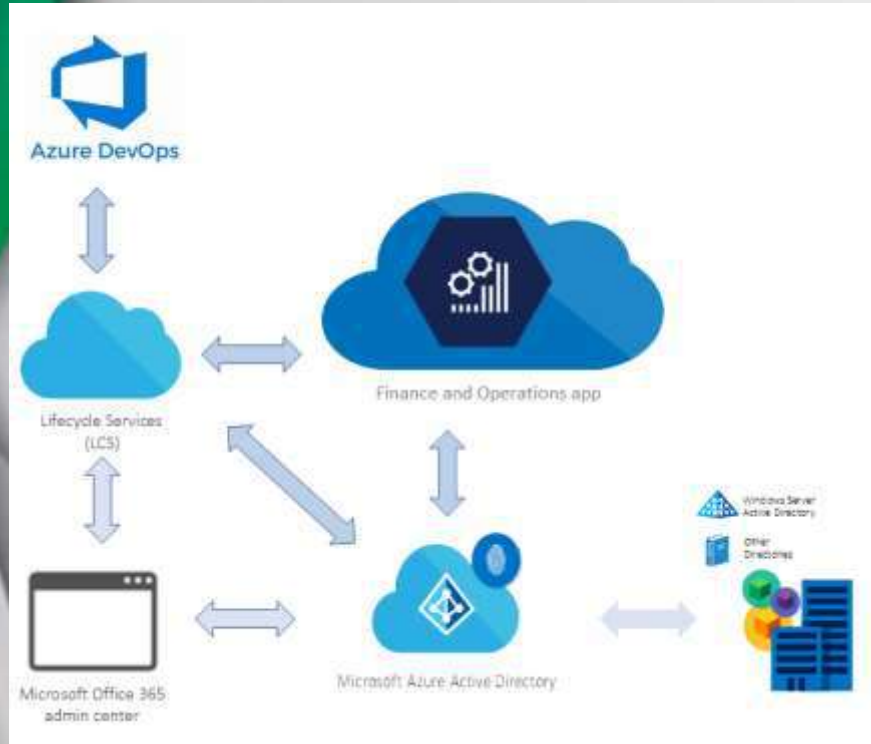 Azure DevOps
Finance and Operations app
Lifecycle Services
(LCS)
Windows Server
Active Directory
Other
Directories
Microsoft Azure Active Directory
Microsoft Office 365
admin center